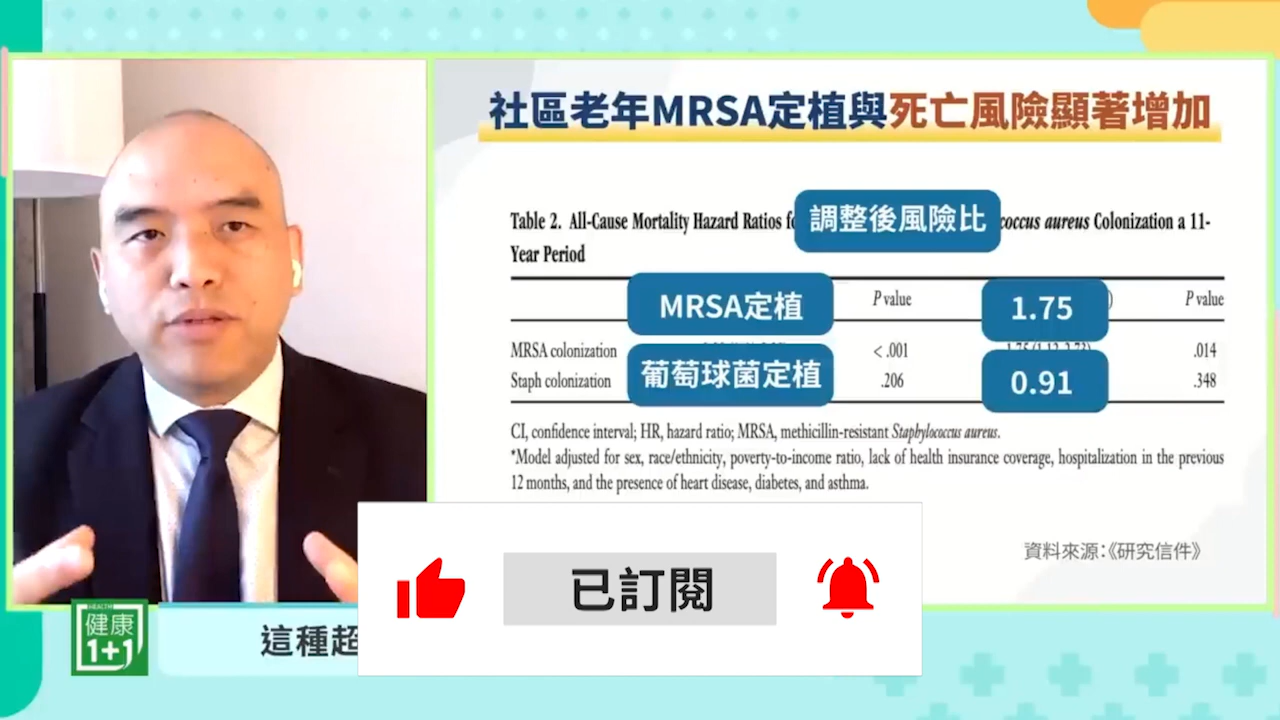 社區老年MRSA定植與死亡風險顯著增加
Table 2. All-Cause Mortality Hazard Ratios
調整後風險比
coccus aureus Colonization a 11-
Year Period
MRSA定植
P value
1.75
)
P value
MRSA colonization
<.001
.014
葡萄球菌定植
Staph colonization
.206
0.91
.348
CI, confidence interval; HR, hazard ratio; MRSA, methicillin-resistant Staphylococcus aureus.
*Model adjusted for sex, race/ethnicity, poverty-to-income ratio, lack of health insurance coverage, hospitalization in the previous
12 months, and the presence of heart disease, diabetes, and asthma.
資料來源:《研究信件》
已訂閱
HEALTH
健康
1+1
這種超